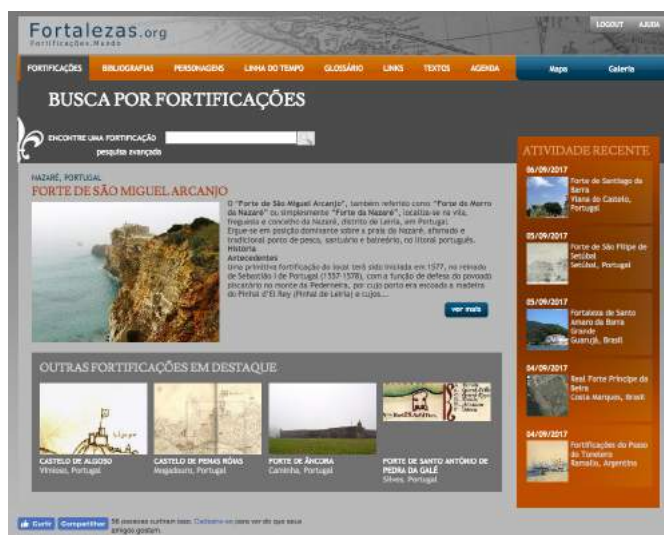 Fortalezas.org
Fortificações.Mundo
LOGOUT AJUDA
FORTIFICAÇÕES BIBLIOGRAFIAS PERSONAGENS LINHA DO TEMPO GLOSSÁRIO LINKS TEXTOS AGENDA Mapa Galeria
BUSCA POR FORTIFICAÇÕES
ENCONTRE UMA FORTIFICAÇÃO
pesquisa avançada
NAZARÉ, PORTUGAL
FORTE DE SÃO MIGUEL ARCANJO
O "Forte de São Miguel Arcanjo", também referido como "Forte do Morro
da Nazaré" ou simplesmente "Forte da Nazaré", localiza-se na vila,
freguesia e concelho da Nazaré, distrito de Leiria, em Portugal.
Ergue-se em posição dominante sobre a praia da Nazaré, afamado e
tradicional porto de pesca, santuário e balneário, no litoral português.
História
Antecedentes
Uma primitiva fortificação do local terá sido iniciada em 1577, no reinado
de Sebastião I de Portugal (1557-1578), com a função de defesa do povoado
piscatório no monte da Pederneira, por cujo porto era escoada a madeira
do Pinhal d'El Rey (Pinhal de Leiria) e cujos...
ver mais
OUTRAS FORTIFICAÇÕES EM DESTAQUE
CASTELO DE ALGOSO
Vimioso, Portugal
CASTELO DE PENAS RÓIAS
Mogadouro, Portugal
FORTE DE ÂNCORA
Caminha, Portugal
FORTE DE SANTO ANTÓNIO DE
PEDRA DA GALÉ
Silves, Portugal
ATIVIDADE RECENTE
06/09/2017
Forte de Santiago da
Barra
Viana do Castelo,
Portugal
05/09/2017
Forte de São Filipe de
Setúbal
Setúbal, Portugal
05/09/2017
Fortaleza de Santo
Amaro da Barra
Grande
Guarujá, Brasil
04/09/2017
Real Forte Príncipe da
Beira
Costa Marques, Brasil
04/09/2017
Fortificações do Passo
do Tonelero
Ramallo, Argentina
Curtir Compartilhar 56 pessoas curtiram isso. Cadastre-se para ver do que seus
amigos gostam.